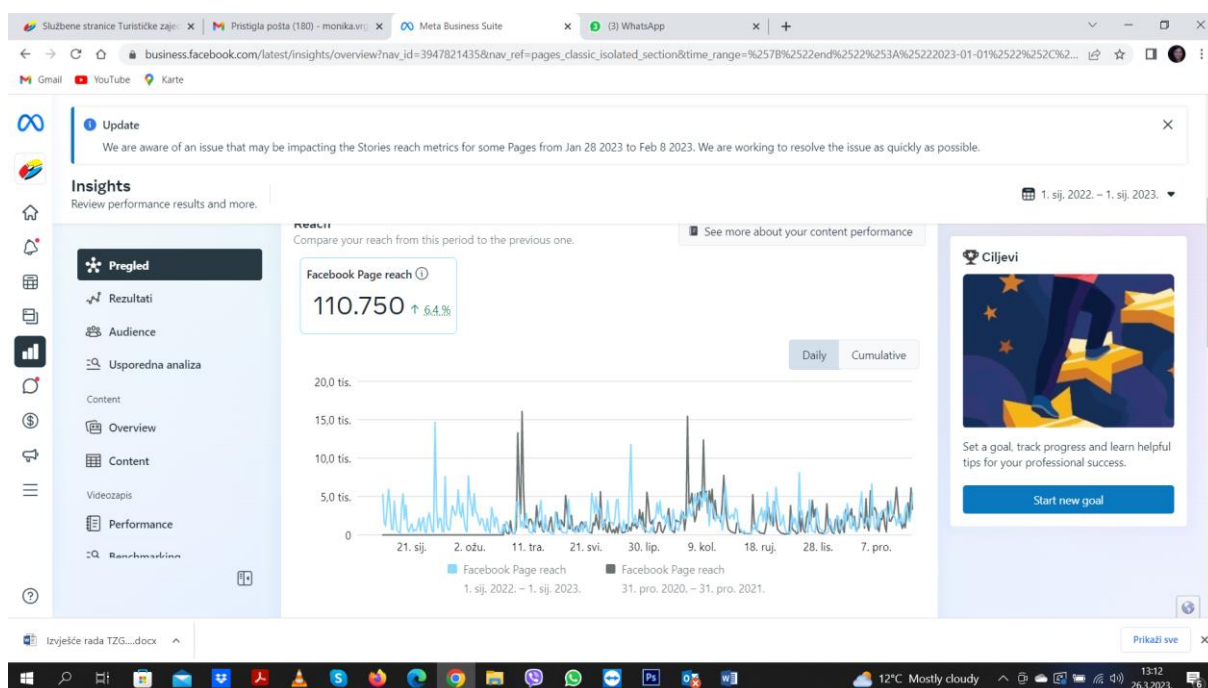 Službene stranice Turističke zajec
Pristigla pošta (180) - monika.vrp
Meta Business Suite
(3) WhatsApp
business.facebook.com/latest/insights/overview?nav_id=3947821435&nav_ref=pages_classic_isolated_section&time_range=%257B%2522end%2522%253A%25222023-01-01%2522%252C%2...
Gmail
YouTube
Karte
Update
We are aware of an issue that may be impacting the Stories reach metrics for some Pages from Jan 28 2023 to Feb 8 2023. We are working to resolve the issue as quickly as possible.
Insights
Review performance results and more.
1. sij. 2022. – 1. sij. 2023.
Pregled
Rezultati
Audience
Usporedna analiza
Content
Overview
Content
Videozapis
Performance
Benchmarking
Reach
Compare your reach from this period to the previous one.
See more about your content performance
Facebook Page reach
110.750 ↑ 6.4 %
Daily
Cumulative
20,0 tis.
15,0 tis.
10,0 tis.
5,0 tis.
0
21. sij. 2. ožu. 11. tra. 21. svi. 30. lip. 9. kol. 18. ruj. 28. lis. 7. pro.
Facebook Page reach
1. sij. 2022. – 1. sij. 2023.
Facebook Page reach
31. pro. 2020. – 31. pro. 2021.
Ciljevi
Set a goal, track progress and learn helpful
tips for your professional success.
Start new goal
Izvješće rada TZG....docx
Prikaži sve
12°C Mostly cloudy
13:12
26.3.2023.